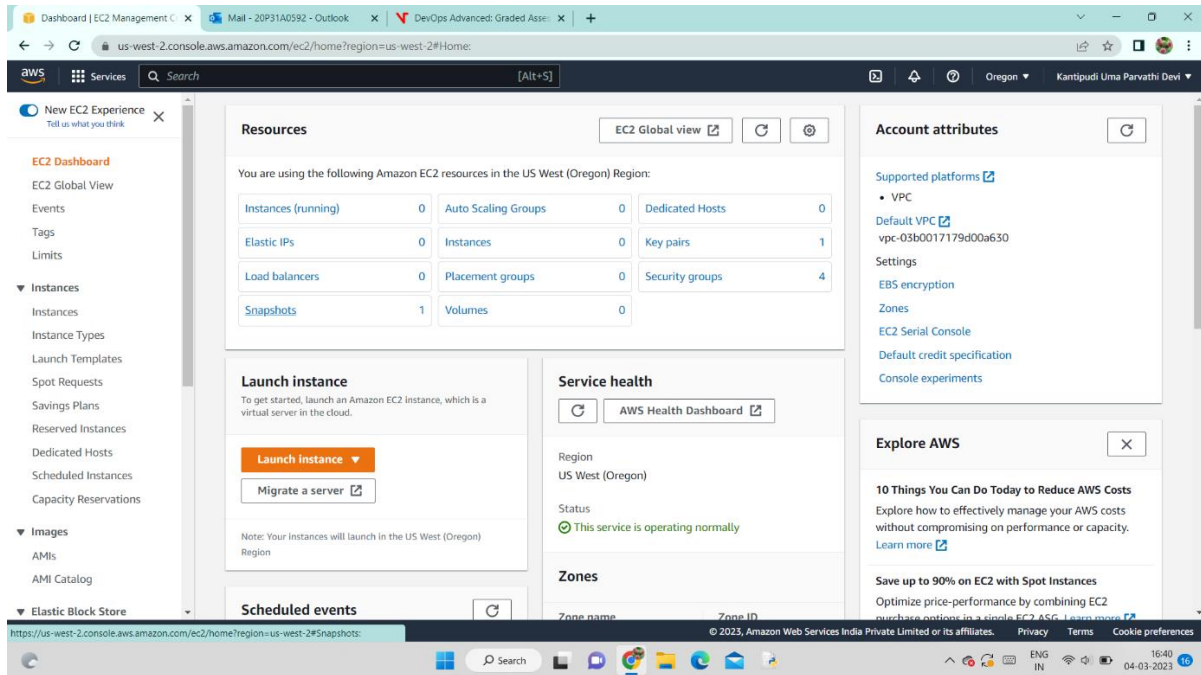 Dashboard | EC2 Management C
Mail - 20P31A0592 - Outlook
DevOps Advanced: Graded Asse
us-west-2.console.aws.amazon.com/ec2/home?region=us-west-2#Home:
aws
Services
Search
[Alt+S]
Oregon
Kantipudi Uma Parvathi Devi
New EC2 Experience
Tell us what you think
EC2 Dashboard
EC2 Global View
Events
Tags
Limits
Instances
Instances
Instance Types
Launch Templates
Spot Requests
Savings Plans
Reserved Instances
Dedicated Hosts
Scheduled Instances
Capacity Reservations
Images
AMIs
AMI Catalog
Elastic Block Store
Resources
EC2 Global view
You are using the following Amazon EC2 resources in the US West (Oregon) Region:
Instances (running) 0 Auto Scaling Groups 0 Dedicated Hosts 0
Elastic IPs 0 Instances 0 Key pairs 1
Load balancers 0 Placement groups 0 Security groups 4
Snapshots 1 Volumes 0
Launch instance
To get started, launch an Amazon EC2 instance, which is a
virtual server in the cloud.
Launch instance
Migrate a server
Note: Your instances will launch in the US West (Oregon)
Region
Scheduled events
Service health
AWS Health Dashboard
Region
US West (Oregon)
Status
This service is operating normally
Zones
Zone name Zone ID
Account attributes
Supported platforms
• VPC
Default VPC
vpc-03b0017179d00a630
Settings
EBS encryption
Zones
EC2 Serial Console
Default credit specification
Console experiments
Explore AWS
10 Things You Can Do Today to Reduce AWS Costs
Explore how to effectively manage your AWS costs
without compromising on performance or capacity.
Learn more
Save up to 90% on EC2 with Spot Instances
Optimize price-performance by combining EC2
purchase options in a single EC2 ASG. Learn more
https://us-west-2.console.aws.amazon.com/ec2/home?region=us-west-2#Snapshots:
© 2023, Amazon Web Services India Private Limited or its affiliates. Privacy Terms Cookie preferences
Search
ENG
IN
16:40
04-03-2023
16